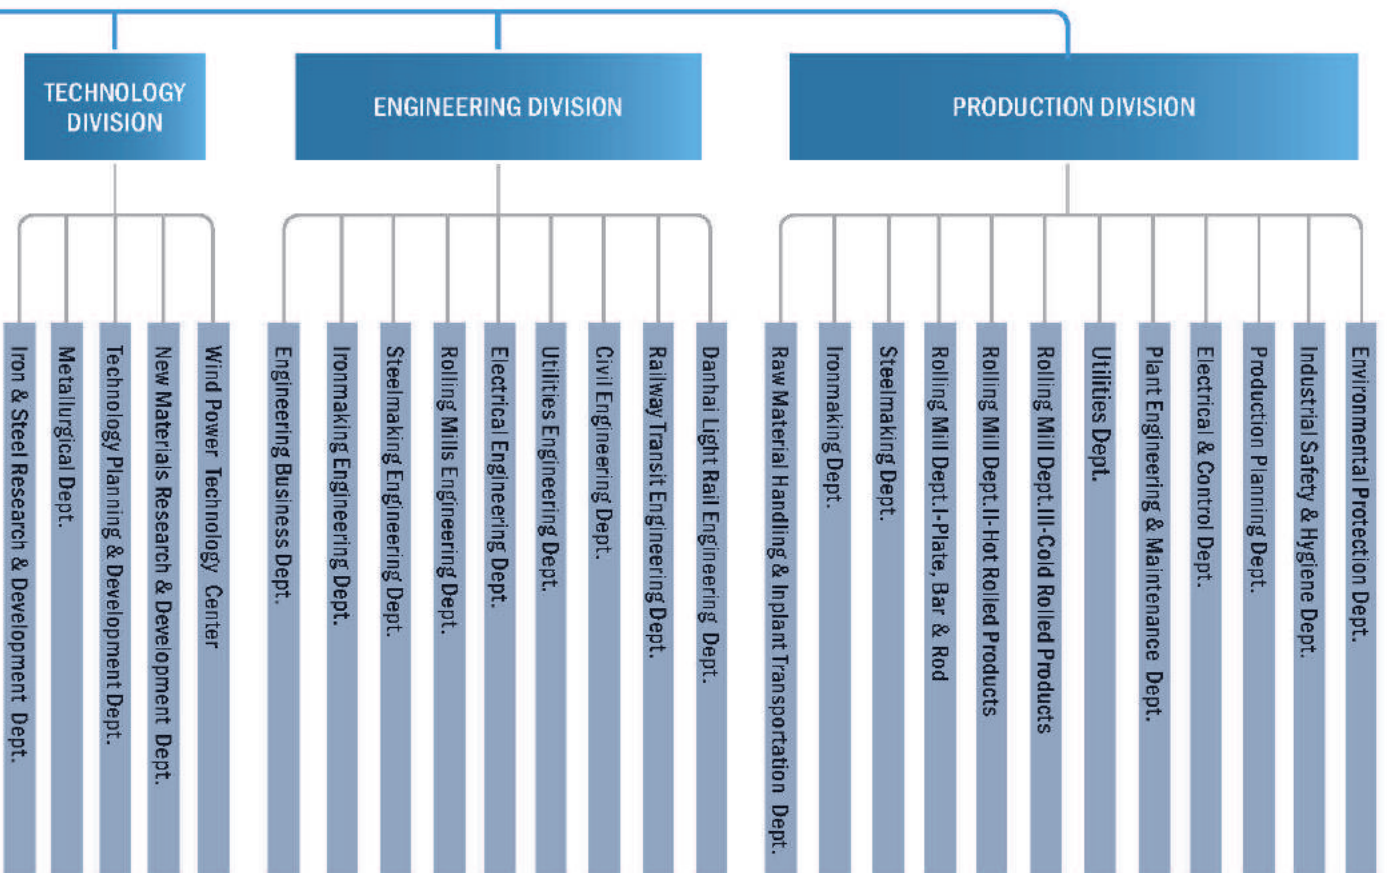 TECHNOLOGY
DIVISION
ENGINEERING DIVISION
PRODUCTION DIVISION
Iron & Steel Research & Development Dept.
Metallurgical Dept.
Technology Planning & Development Dept.
New Materials Research & Development Dept.
Wind Power Technology Center
Engineering Business Dept.
Ironmaking Engineering Dept.
Steelmaking Engineering Dept.
Rolling Mills Engineering Dept.
Electrical Engineering Dept.
Utilities Engineering Dept.
Civil Engineering Dept.
Railway Transit Engineering Dept.
Danhai Light Rail Engineering Dept.
Raw Material Handling & Inplant Transportation Dept.
Ironmaking Dept.
Steelmaking Dept.
Rolling Mill Dept.I-Plate, Bar & Rod
Rolling Mill Dept.II-Hot Rolled Products
Rolling Mill Dept.III-Cold Rolled Products
Utilities Dept.
Plant Engineering & Maintenance Dept.
Electrical & Control Dept.
Production Planning Dept.
Industrial Safety & Hygiene Dept.
Environmental Protection Dept.